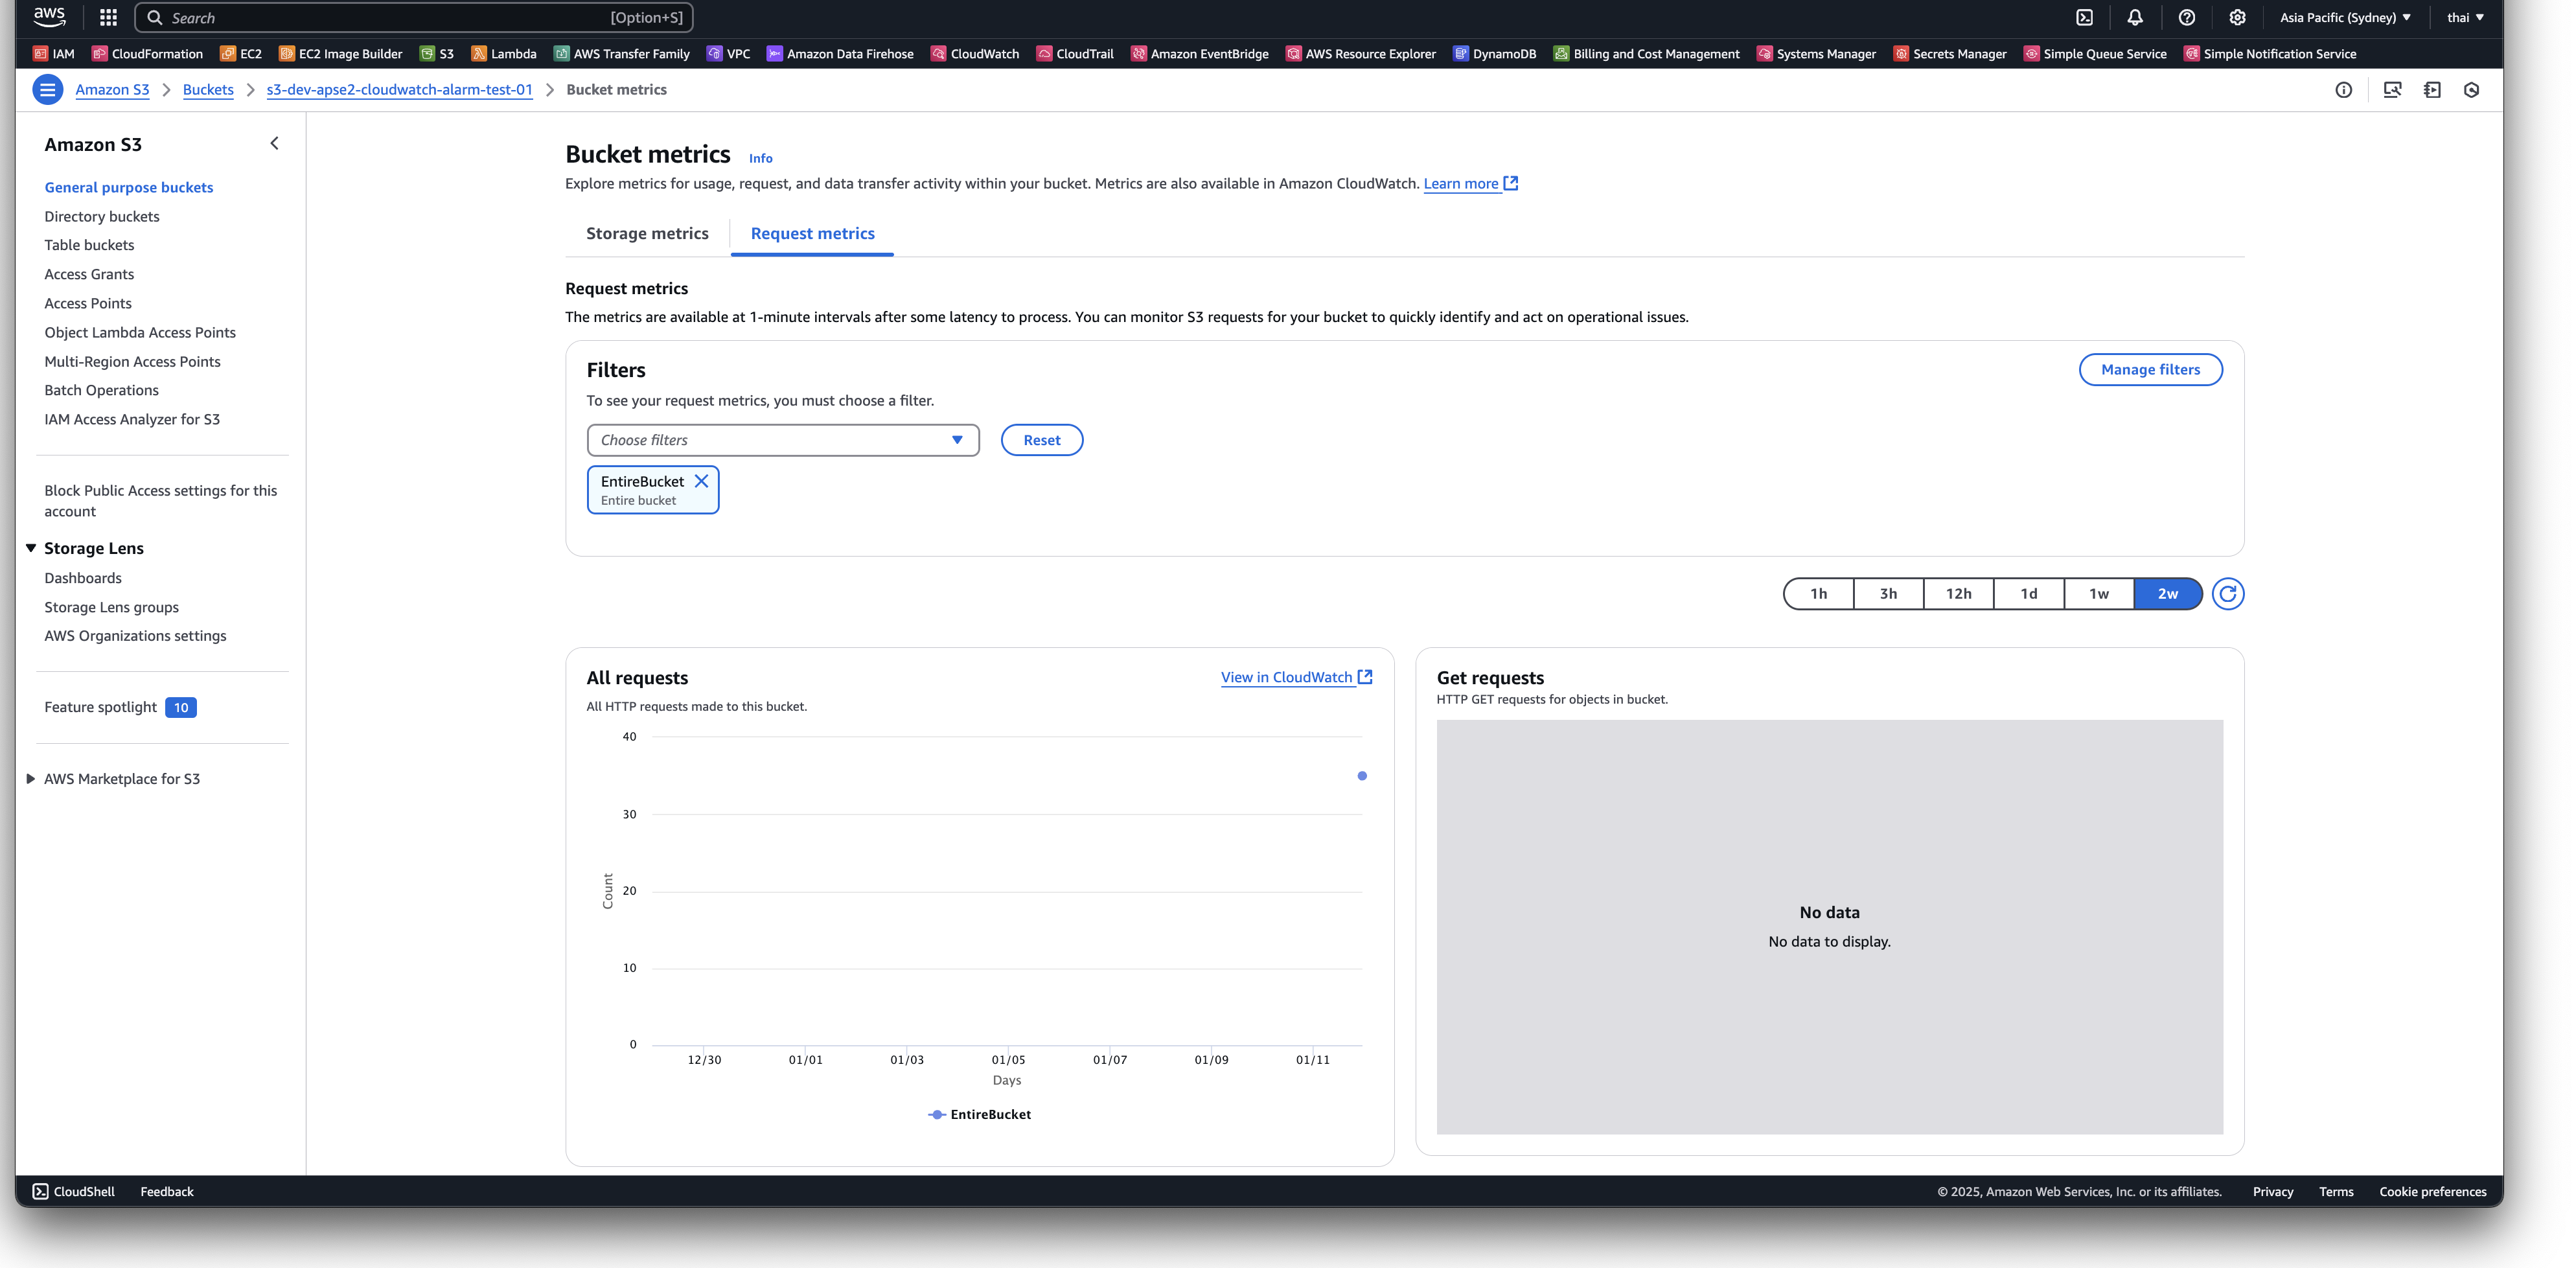 aws
Search [Option+S] Asia Pacific (Sydney) thai
IAM CloudFormation EC2 EC2 Image Builder S3 Lambda AWS Transfer Family VPC Amazon Data Firehose CloudWatch CloudTrail Amazon EventBridge AWS Resource Explorer DynamoDB Billing and Cost Management Systems Manager Secrets Manager Simple Queue Service Simple Notification Service
Amazon S3 Buckets s3-dev-apse2-cloudwatch-alarm-test-01 Bucket metrics
Amazon S3
General purpose buckets
Directory buckets
Table buckets
Access Grants
Access Points
Object Lambda Access Points
Multi-Region Access Points
Batch Operations
IAM Access Analyzer for S3
Block Public Access settings for this
account
Storage Lens
Dashboards
Storage Lens groups
AWS Organizations settings
Feature spotlight 10
AWS Marketplace for S3
Bucket metrics Info
Explore metrics for usage, request, and data transfer activity within your bucket. Metrics are also available in Amazon CloudWatch. Learn more
Storage metrics Request metrics
Request metrics
The metrics are available at 1-minute intervals after some latency to process. You can monitor S3 requests for your bucket to quickly identify and act on operational issues.
Filters Manage filters
To see your request metrics, you must choose a filter.
Choose filters Reset
EntireBucket
Entire bucket
1h 3h 12h 1d 1w 2w
All requests View in CloudWatch
All HTTP requests made to this bucket.
40
30
20
10
0
Count
12/30 01/01 01/03 01/05 01/07 01/09 01/11
Days
EntireBucket
Get requests
HTTP GET requests for objects in bucket.
No data
No data to display.
CloudShell Feedback © 2025, Amazon Web Services, Inc. or its affiliates. Privacy Terms Cookie preferences